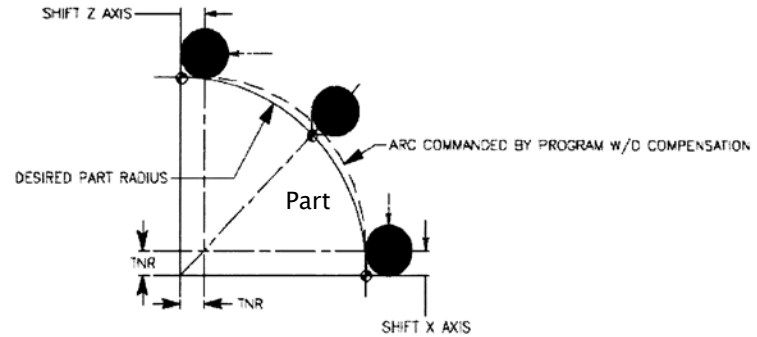 SHIFT Z AXIS
ARC COMMANDED BY PROGRAM W/D COMPENSATION
DESIRED PART RADIUS
Part
TNR
TNR
SHIFT X AXIS